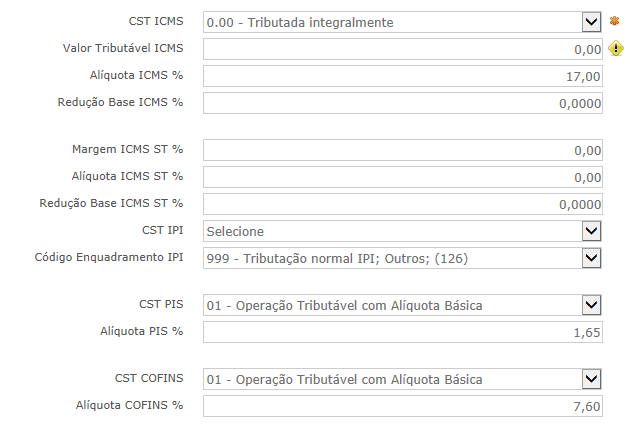 CST ICMS 0.00 - Tributada integralmente
Valor Tributável ICMS 0,00
Alíquota ICMS % 17,00
Redução Base ICMS % 0,0000
Margem ICMS ST % 0,00
Alíquota ICMS ST % 0,00
Redução Base ICMS ST % 0,0000
CST IPI Selecione
Código Enquadramento IPI 999 - Tributação normal IPI; Outros; (126)
CST PIS 01 - Operação Tributável com Alíquota Básica
Alíquota PIS % 1,65
CST COFINS 01 - Operação Tributável com Alíquota Básica
Alíquota COFINS % 7,60